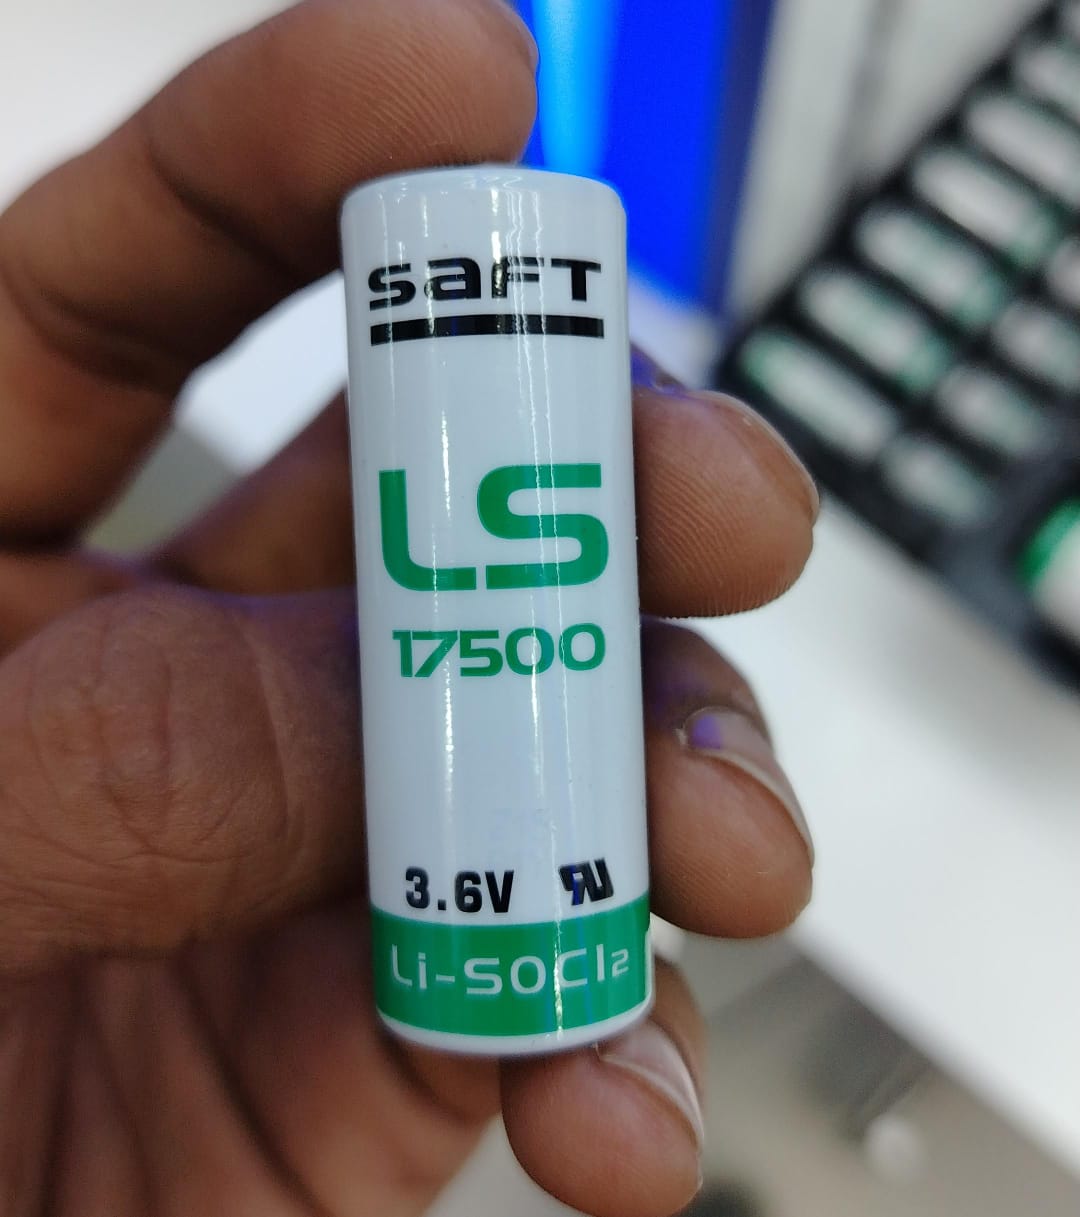 SAFT
LS
17500
3.6V
Li-SOCl₂